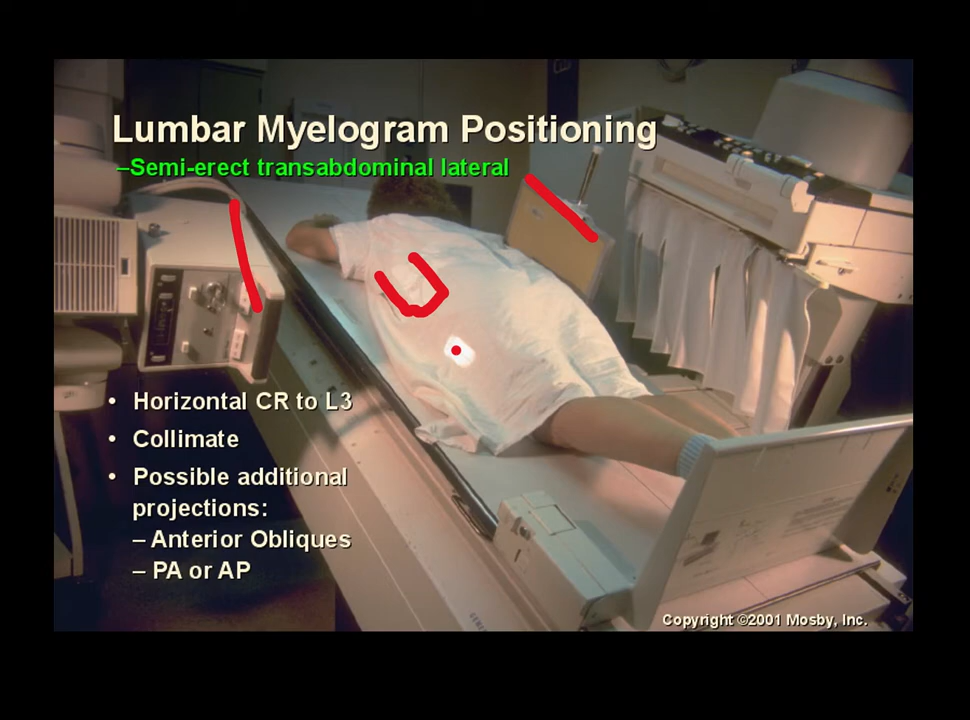 Lumbar Myelogram Positioning
–Semi-erect transabdominal lateral
• Horizontal CR to L3
• Collimate
• Possible additional
projections:
– Anterior Obliques
– PA or AP
Copyright ©2001 Mosby, Inc.